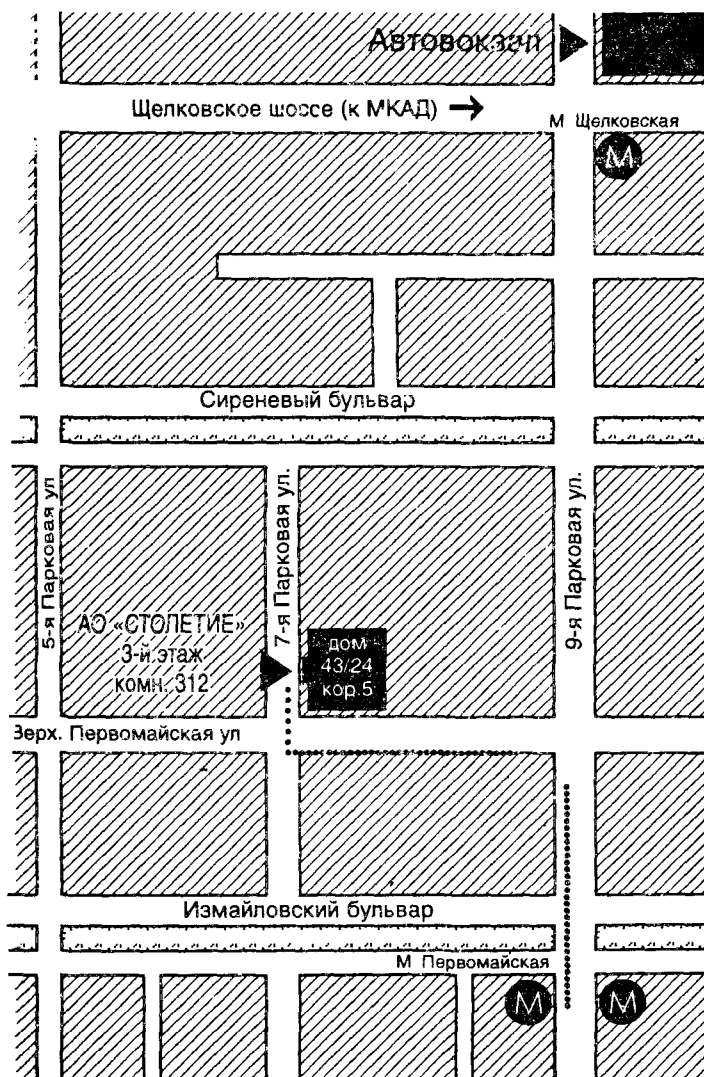 Автовокзал
Щелковское шоссе (к МКАД) →
М Щелковская
М
Сиреневый бульвар
5-я Парковая ул
7-я Парковая ул.
9-я Парковая ул.
АО «СТОЛЕТИЕ»
3-й этаж
комн. 312
дом
43/24
кор.5
Верх. Первомайская ул
Измайловский бульвар
М Первомайская
М
М